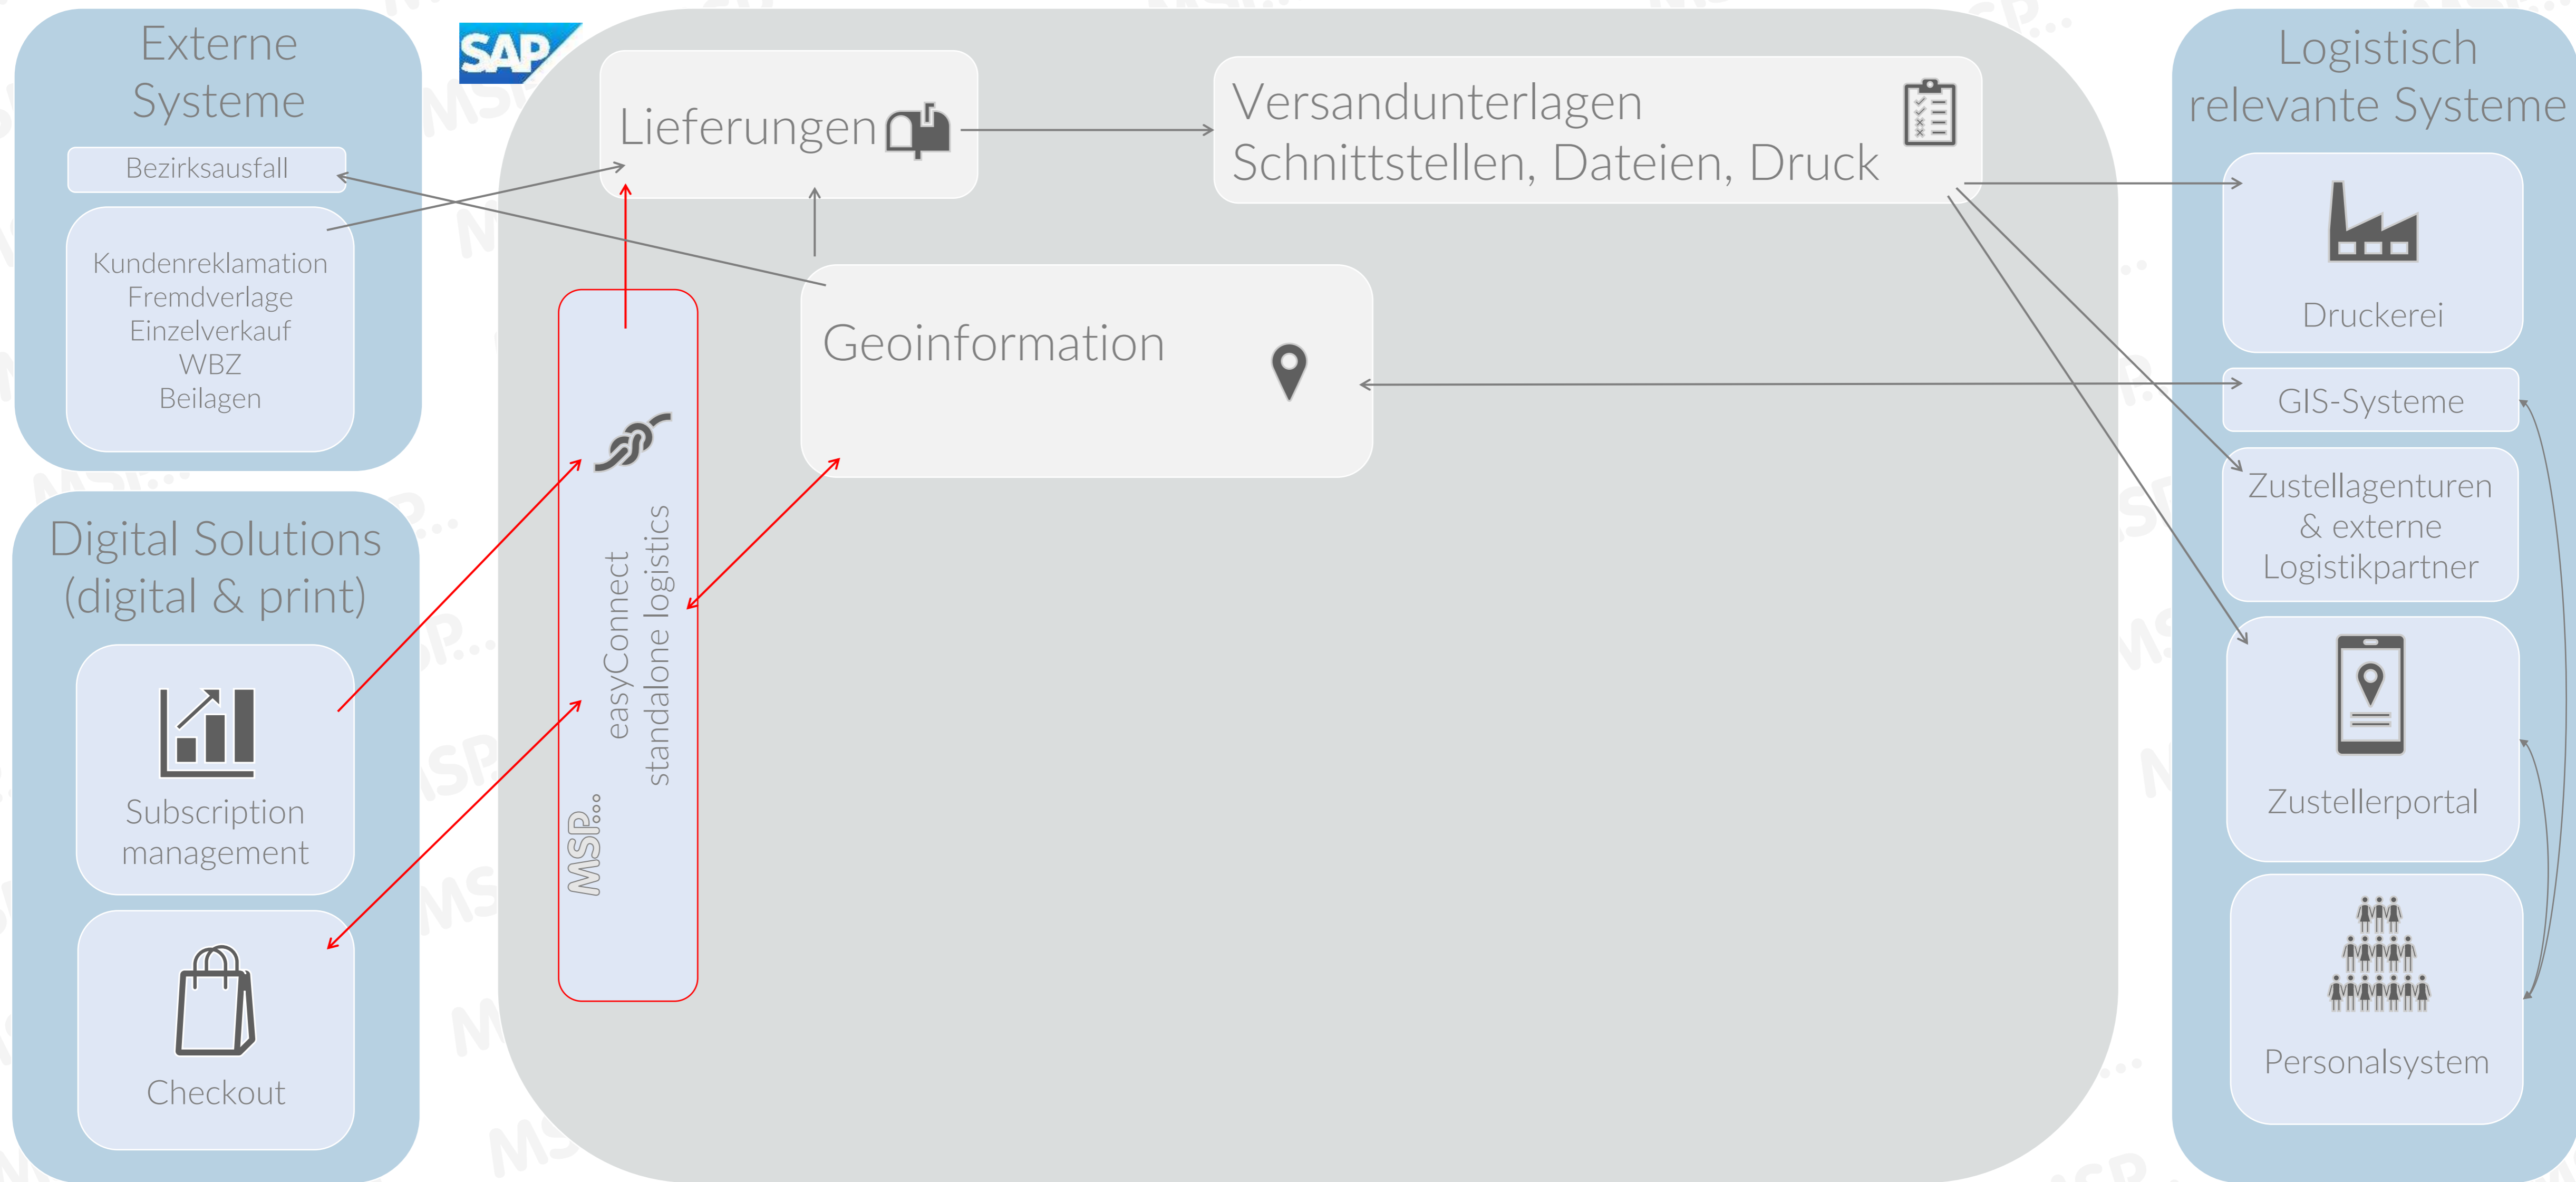 Externe
Systeme
Bezirksausfall
Kundenreklamation
Fremdverlage
Einzelverkauf
WBZ
Beilagen
Digital Solutions
(digital & print)
Subscription
management
Checkout
SAP
Lieferungen
Versandunterlagen
Schnittstellen, Dateien, Druck
Geoinformation
easyConnect
standalone logistics
MSP...
Logistisch
relevante Systeme
Druckerei
GIS-Systeme
Zustellagenturen
& externe
Logistikpartner
Zustellerportal
Personalsystem